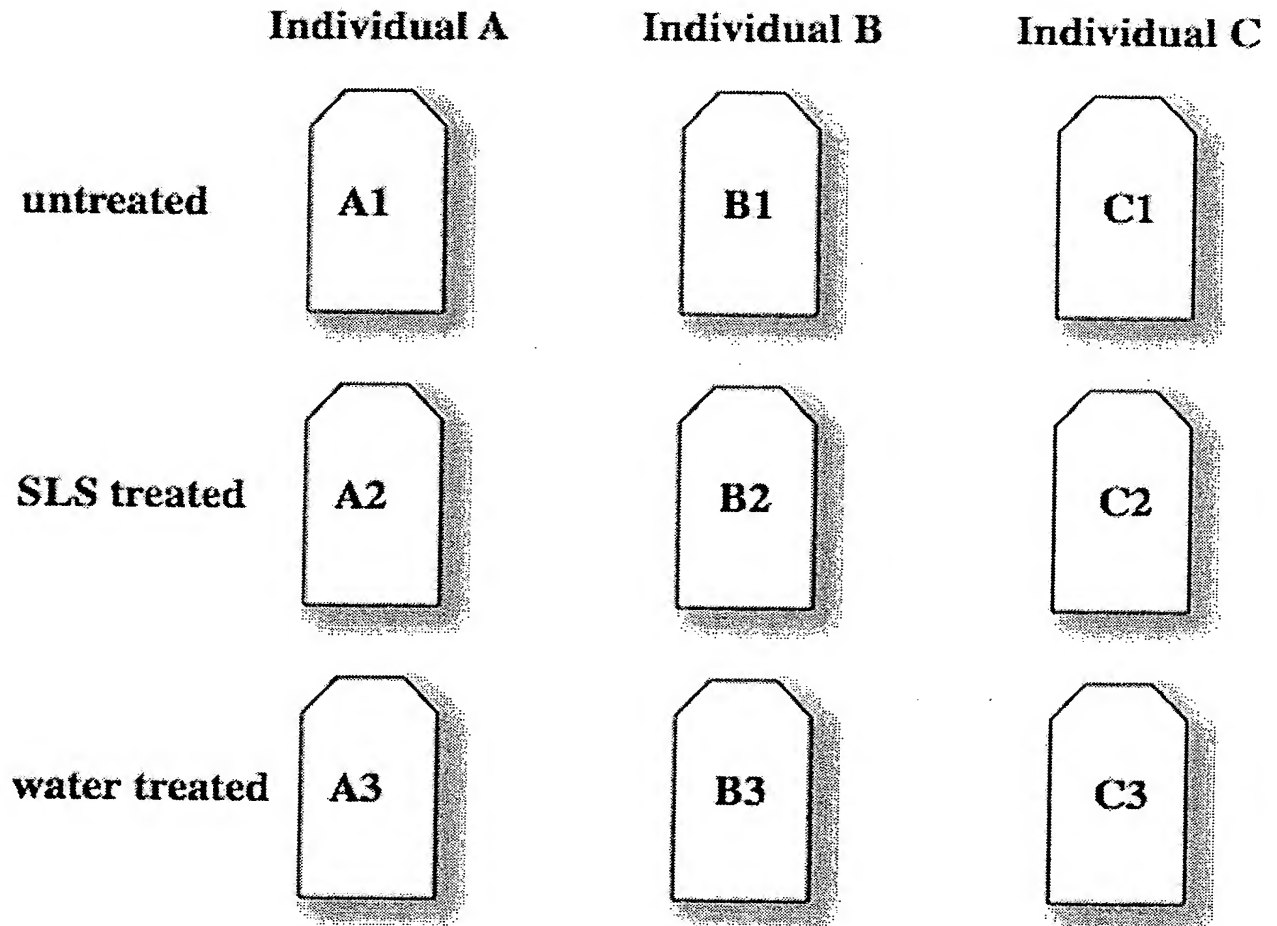 Individual A Individual B Individual C
untreated A1 B1 C1
SLS treated A2 B2 C2
water treated A3 B3 C3